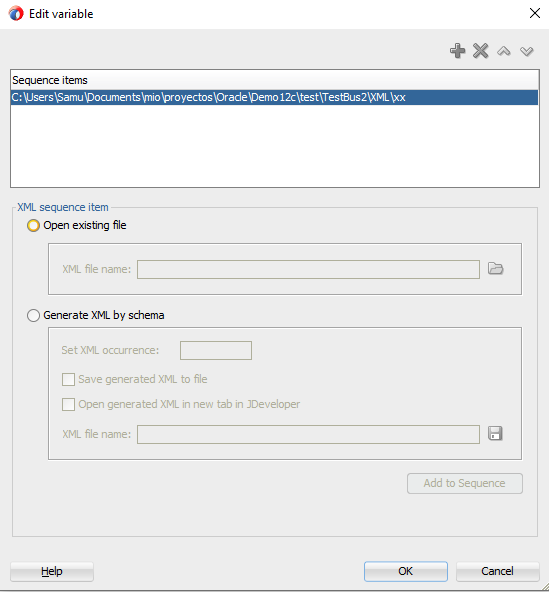 Edit variable
Sequence items
C:\Users\Samu\Documents\mio\proyectos\Oracle\Demo12c\test\TestBus2\XML\xx
XML sequence item
Open existing file
XML file name:
Generate XML by schema
Set XML occurrence:
Save generated XML to file
Open generated XML in new tab in JDeveloper
XML file name:
Add to Sequence
Help
OK
Cancel